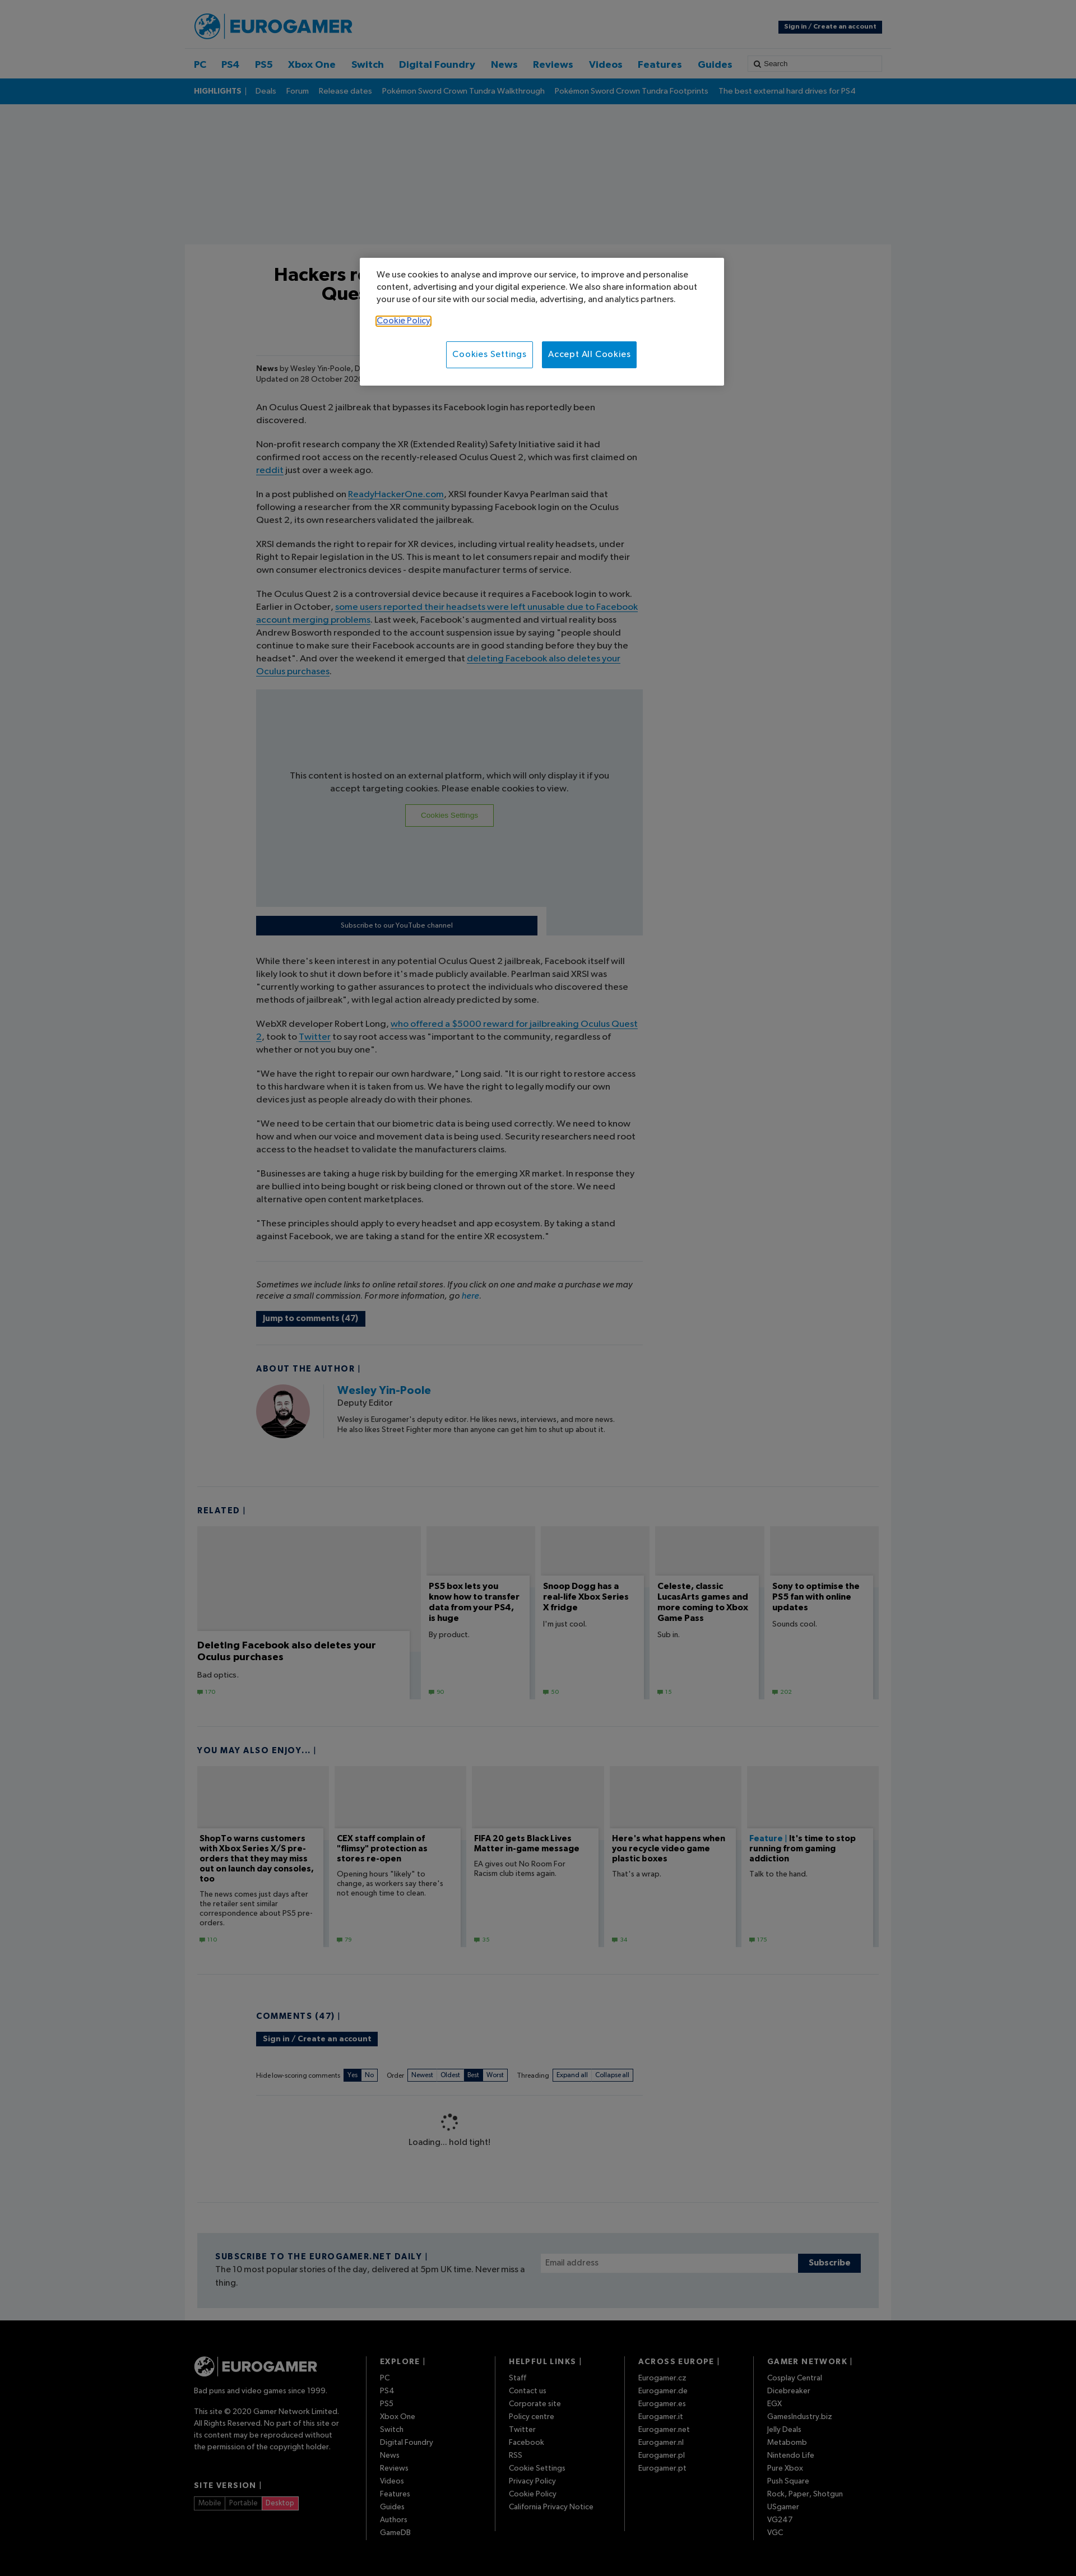 EUROGAMER
Sign in / Create an account
PC PS4 PS5 Xbox One Switch Digital Foundry News Reviews Videos Features Guides Search
HIGHLIGHTS | Deals Forum Release dates Pokémon Sword Crown Tundra Walkthrough Pokémon Sword Crown Tundra Footprints The best external hard drives for PS4
Hackers
Ques
We use cookies to analyse and improve our service, to improve and personalise
content, advertising and your digital experience. We also share information about
your use of our site with our social media, advertising, and analytics partners.
Cookie Policy
Cookies Settings Accept All Cookies
News by Wesley Yin-Poole,
Updated on 28 October 2020
An Oculus Quest 2 jailbreak that bypasses its Facebook login has reportedly been
discovered.
Non-profit research company the XR (Extended Reality) Safety Initiative said it had
confirmed root access on the recently-released Oculus Quest 2, which was first claimed on
reddit just over a week ago.
In a post published on ReadyHackerOne.com, XRSI founder Kavya Pearlman said that
following a researcher from the XR community bypassing Facebook login on the Oculus
Quest 2, its own researchers validated the jailbreak.
XRSI demands the right to repair for XR devices, including virtual reality headsets, under
Right to Repair legislation in the US. This is meant to let consumers repair and modify their
own consumer electronics devices - despite manufacturer terms of service.
The Oculus Quest 2 is a controversial device because it requires a Facebook login to work.
Earlier in October, some users reported their headsets were left unusable due to Facebook
account merging problems. Last week, Facebook's augmented and virtual reality boss
Andrew Bosworth responded to the account suspension issue by saying "people should
continue to make sure their Facebook accounts are in good standing before they buy the
headset". And over the weekend it emerged that deleting Facebook also deletes your
Oculus purchases.
This content is hosted on an external platform, which will only display it if you
accept targeting cookies. Please enable cookies to view.
Cookies Settings
Subscribe to our YouTube channel
While there's keen interest in any potential Oculus Quest 2 jailbreak, Facebook itself will
likely look to shut it down before it's made publicly available. Pearlman said XRSI was
"currently working to gather assurances to protect the individuals who discovered these
methods of jailbreak", with legal action already predicted by some.
WebXR developer Robert Long, who offered a $5000 reward for jailbreaking Oculus Quest
2, took to Twitter to say root access was "important to the community, regardless of
whether or not you buy one".
"We have the right to repair our own hardware," Long said. "It is our right to restore access
to this hardware when it is taken from us. We have the right to legally modify our own
devices just as people already do with their phones.
"We need to be certain that our biometric data is being used correctly. We need to know
how and when our voice and movement data is being used. Security researchers need root
access to the headset to validate the manufacturers claims.
"Businesses are taking a huge risk by building for the emerging XR market. In response they
are bullied into being bought or risk being cloned or thrown out of the store. We need
alternative open content marketplaces.
"These principles should apply to every headset and app ecosystem. By taking a stand
against Facebook, we are taking a stand for the entire XR ecosystem."
Sometimes we include links to online retail stores. If you click on one and make a purchase we may
receive a small commission. For more information, go here.
Jump to comments (47)
ABOUT THE AUTHOR |
Wesley Yin-Poole
Deputy Editor
Wesley is Eurogamer's deputy editor. He likes news, interviews, and more news.
He also likes Street Fighter more than anyone can get him to shut up about it.
RELATED |
Deleting Facebook also deletes your
Oculus purchases
Bad optics.
170
PS5 box lets you
know how to transfer
data from your PS4,
is huge
By product.
90
Snoop Dogg has a
real-life Xbox Series
X fridge
I'm just cool.
50
Celeste, classic
LucasArts games and
more coming to Xbox
Game Pass
Sub in.
15
Sony to optimise the
PS5 fan with online
updates
Sounds cool.
202
YOU MAY ALSO ENJOY... |
ShopTo warns customers
with Xbox Series X/S pre-
orders that they may miss
out on launch day consoles,
too
The news comes just days after
the retailer sent similar
correspondence about PS5 pre-
orders.
110
CEX staff complain of
"flimsy" protection as
stores re-open
Opening hours "likely" to
change, as workers say there's
not enough time to clean.
79
FIFA 20 gets Black Lives
Matter in-game message
EA gives out No Room For
Racism club items again.
35
Here's what happens when
you recycle video game
plastic boxes
That's a wrap.
34
Feature | It's time to stop
running from gaming
addiction
Talk to the hand.
175
COMMENTS (47) |
Sign in / Create an account
Hide low-scoring comments Yes No Order Newest Oldest Best Worst Threading Expand all Collapse all
Loading... hold tight!
SUBSCRIBE TO THE EUROGAMER.NET DAILY |
The 10 most popular stories of the day, delivered at 5pm UK time. Never miss a
thing.
Email address Subscribe
EUROGAMER
Bad puns and video games since 1999.
This site © 2020 Gamer Network Limited.
All Rights Reserved. No part of this site or
its content may be reproduced without
the permission of the copyright holder.
SITE VERSION |
Mobile Portable Desktop
EXPLORE |
PC
PS4
PS5
Xbox One
Switch
Digital Foundry
News
Reviews
Videos
Features
Guides
Authors
GameDB
HELPFUL LINKS |
Staff
Contact us
Corporate site
Policy centre
Twitter
Facebook
RSS
Cookie Settings
Privacy Policy
Cookie Policy
California Privacy Notice
ACROSS EUROPE |
Eurogamer.cz
Eurogamer.de
Eurogamer.es
Eurogamer.it
Eurogamer.net
Eurogamer.nl
Eurogamer.pl
Eurogamer.pt
GAMER NETWORK |
Cosplay Central
Dicebreaker
EGX
GamesIndustry.biz
Jelly Deals
Metabomb
Nintendo Life
Pure Xbox
Push Square
Rock, Paper, Shotgun
USgamer
VG247
VGC